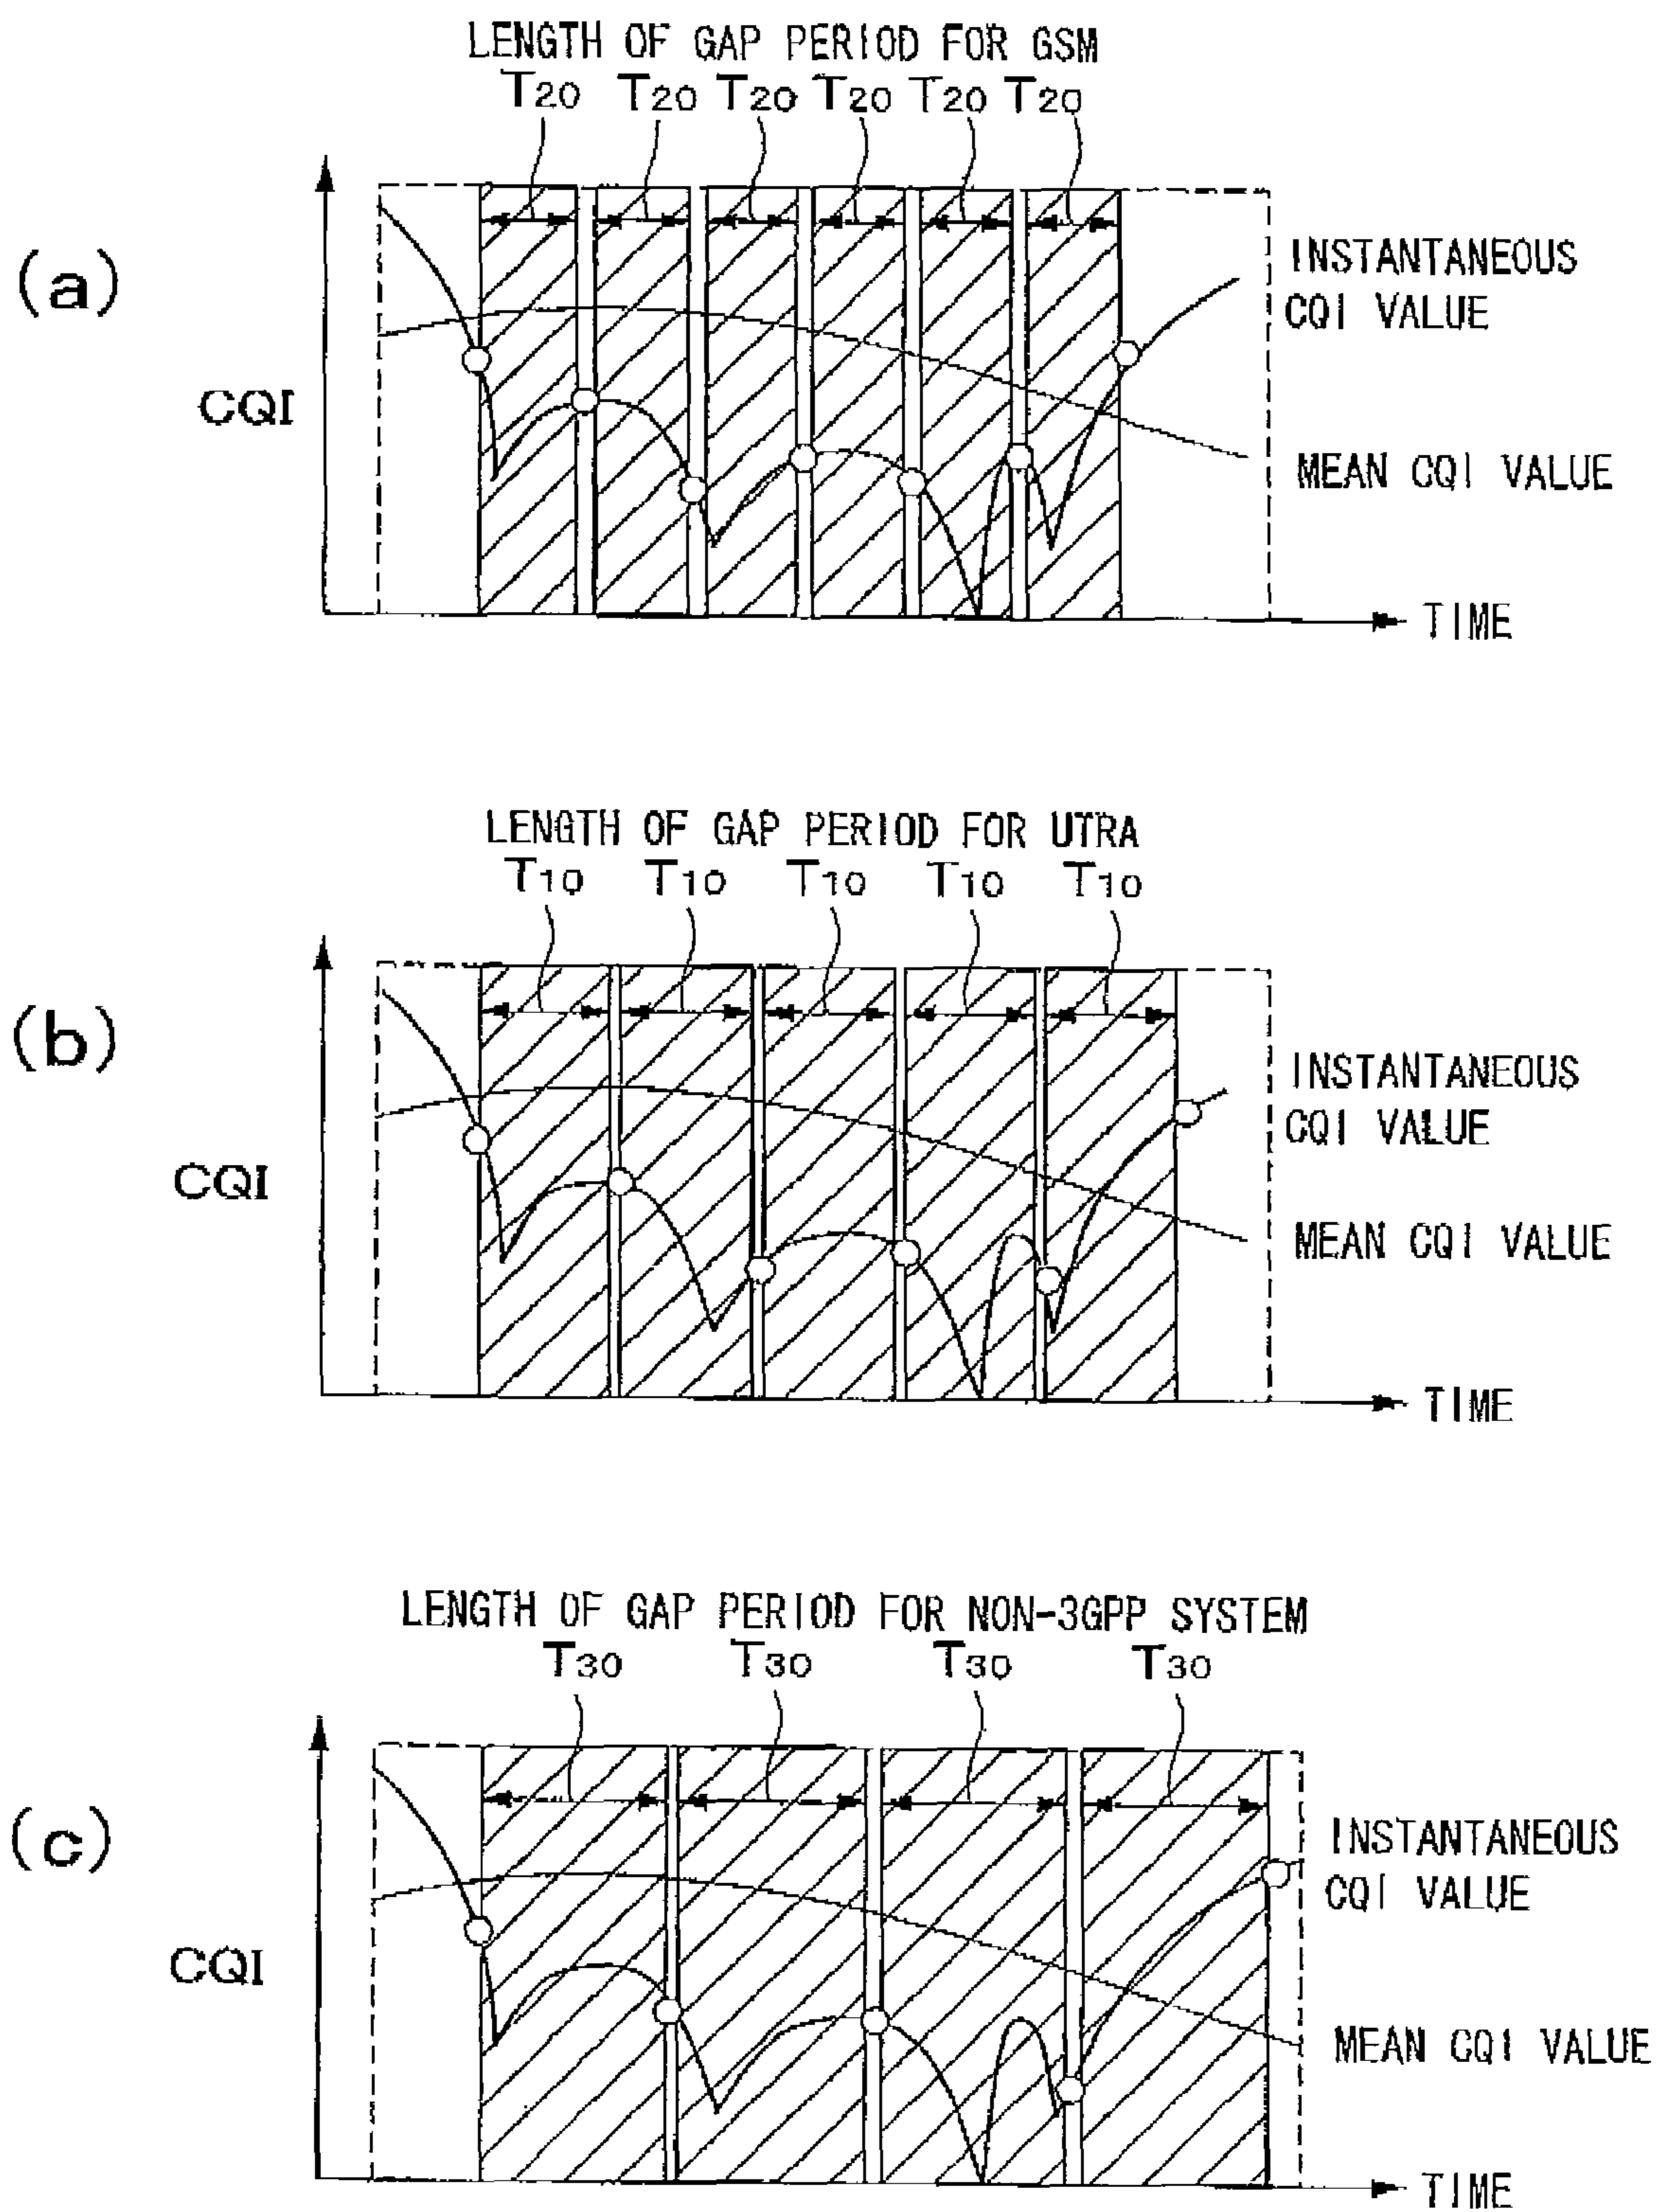 LENGTH OF GAP PERIOD FOR GSM
T20 T20 T20 T20 T20 T20
(a)
INSTANTANEOUS
CQI VALUE
CQI
MEAN CQI VALUE
TIME
LENGTH OF GAP PERIOD FOR UTRA
T10 T10 T10 T10 T10
(b)
INSTANTANEOUS
CQI VALUE
CQI
MEAN CQI VALUE
TIME
LENGTH OF GAP PERIOD FOR NON-3GPP SYSTEM
T30 T30 T30 T30
(c)
INSTANTANEOUS
CQI VALUE
CQI
MEAN CQI VALUE
TIME